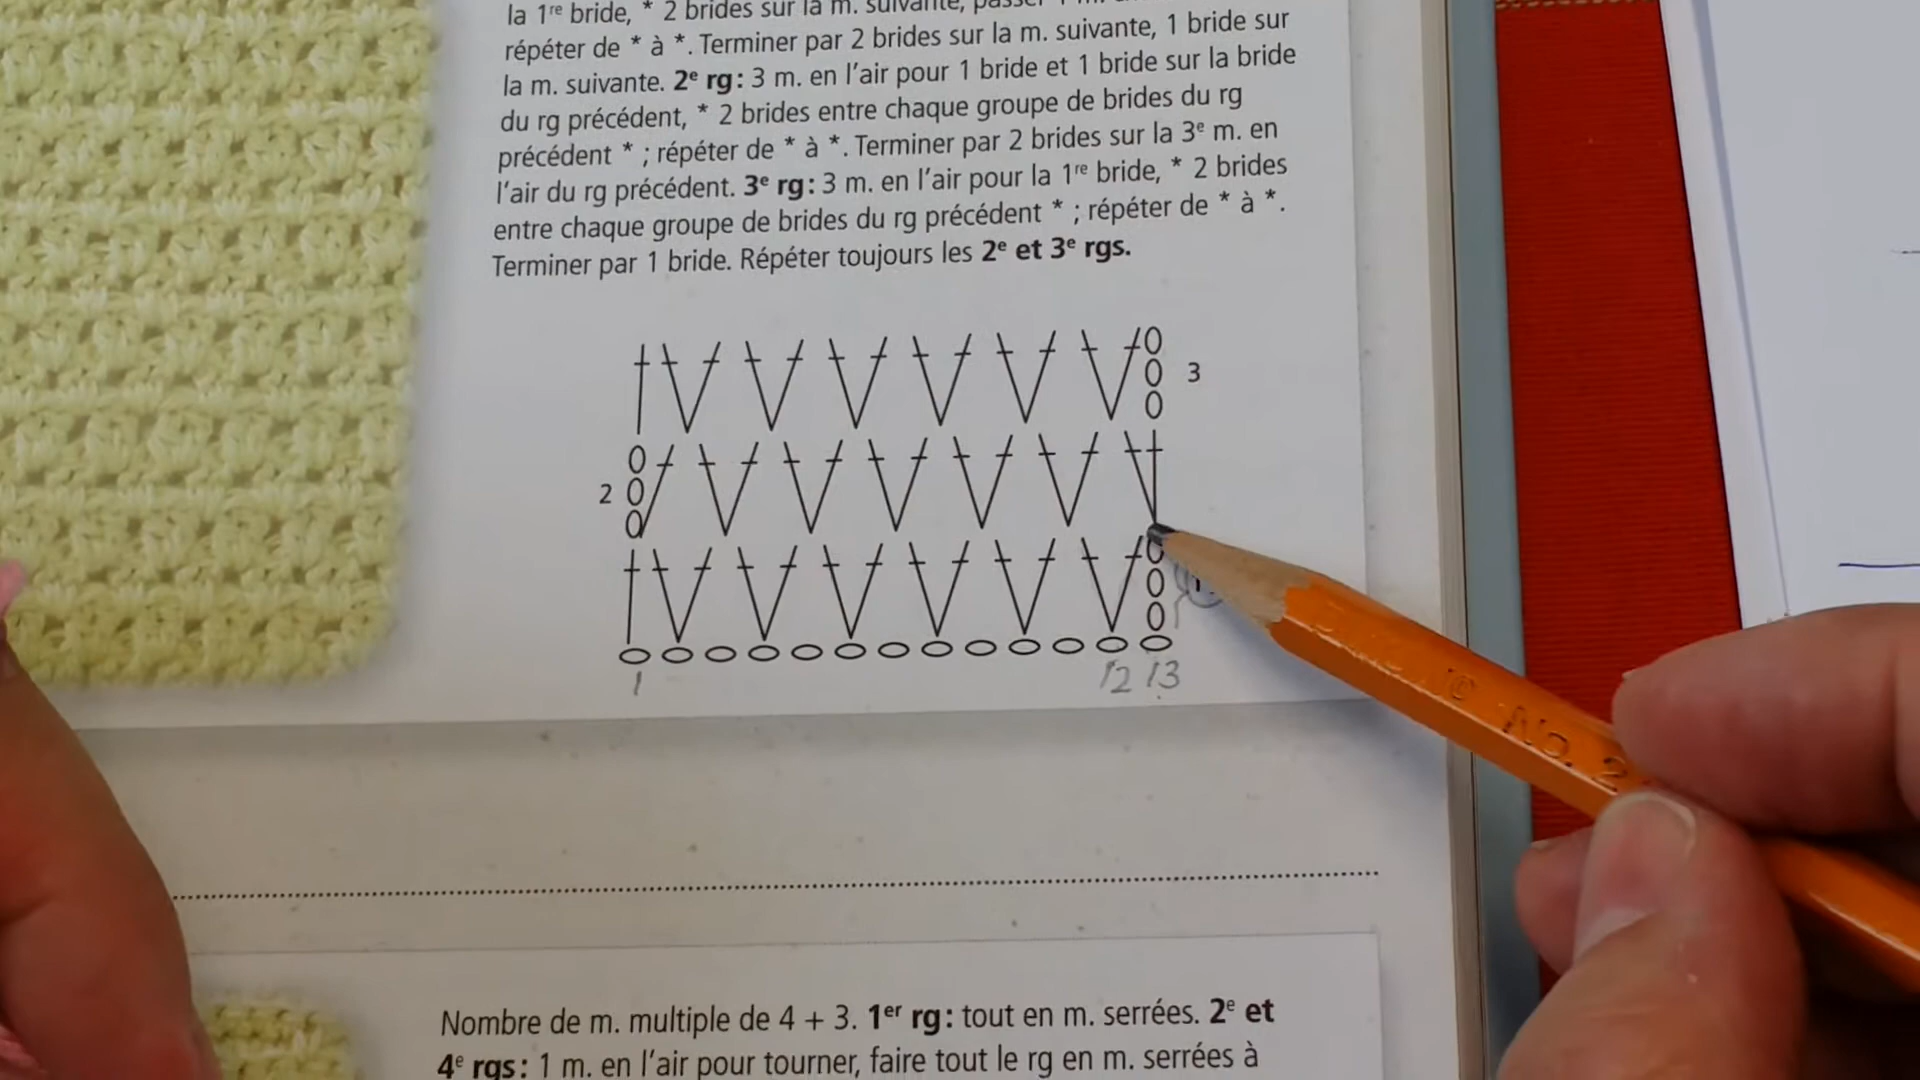 la 1re bride, * 2 brides sur la m. suivante, passer 1 m.
répéter de * à *. Terminer par 2 brides sur la m. suivante, 1 bride sur
la m. suivante. 2e rg : 3 m. en l’air pour 1 bride et 1 bride sur la bride
du rg précédent, * 2 brides entre chaque groupe de brides du rg
précédent * ; répéter de * à *. Terminer par 2 brides sur la 3e m. en
l’air du rg précédent. 3e rg : 3 m. en l’air pour la 1re bride, * 2 brides
entre chaque groupe de brides du rg précédent * ; répéter de * à *.
Terminer par 1 bride. Répéter toujours les 2e et 3e rgs.
3
2
1
1 12 13
No. 2
Nombre de m. multiple de 4 + 3. 1er rg : tout en m. serrées. 2e et
4e rgs : 1 m. en l’air pour tourner, faire tout le rg en m. serrées à